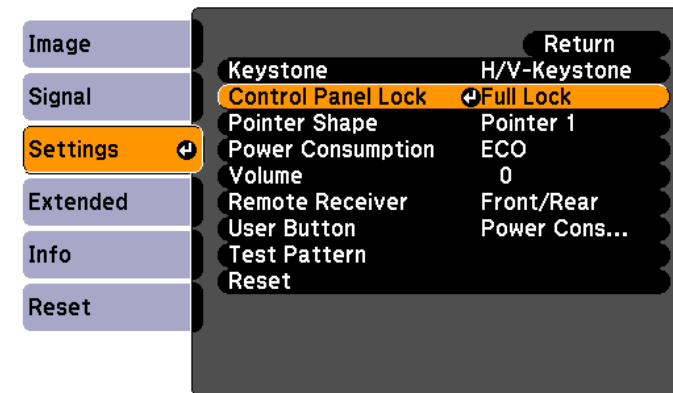 Image
Signal
Settings
Extended
Info
Reset
Return
Keystone H/V-Keystone
Control Panel Lock Full Lock
Pointer Shape Pointer 1
Power Consumption ECO
Volume 0
Remote Receiver Front/Rear
User Button Power Cons...
Test Pattern
Reset